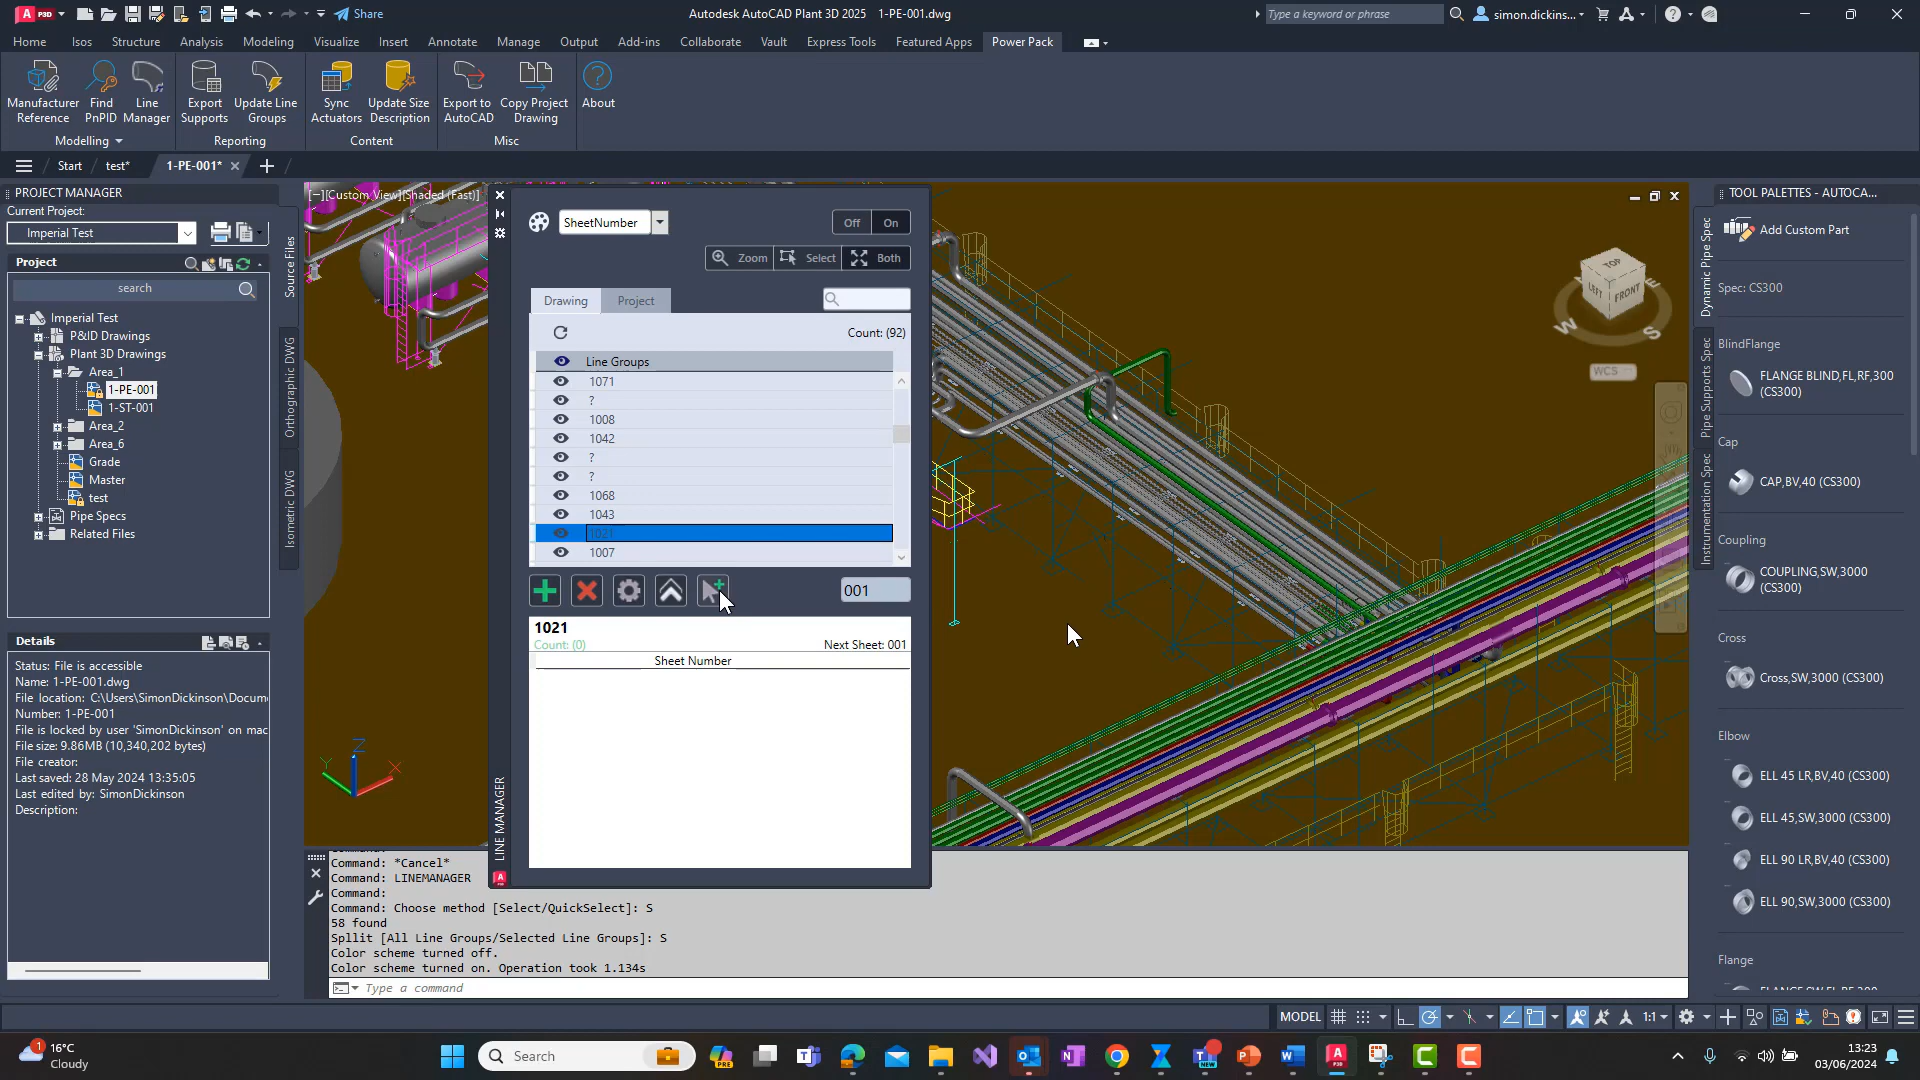 P3D
Share
Autodesk AutoCAD Plant 3D 2025   1-PE-001.dwg
Type a keyword or phrase
simon.dickins...
Home
Isos
Structure
Analysis
Modeling
Visualize
Insert
Annotate
Manage
Output
Add-ins
Collaborate
Vault
Express Tools
Featured Apps
Power Pack
Manufacturer Reference
Find PnPID
Line Manager
Export Supports
Update Line Groups
Sync Actuators
Update Size Description
Export to AutoCAD
Copy Project Drawing
About
Modelling
Reporting
Content
Misc
Start
test*
1-PE-001*
PROJECT MANAGER
Current Project:
Imperial Test
Project
search
Imperial Test
P&ID Drawings
Plant 3D Drawings
Area_1
1-PE-001
1-ST-001
Area_2
Area_6
Grade
Master
test
Pipe Specs
Related Files
Source Files
Orthographic DWG
Isometric DWG
Details
Status: File is accessible
Name: 1-PE-001.dwg
File location: C:\Users\SimonDickinson\Docum
Number: 1-PE-001
File is locked by user 'SimonDickinson' on mac
File size: 9.86MB (10,340,202 bytes)
File creator:
Last saved: 28 May 2024 13:35:05
Last edited by: SimonDickinson
Description:
[−][Custom View][Shaded (Fast)]
SheetNumber
Off
On
Zoom
Select
Both
Drawing
Project
Count: (92)
Line Groups
1071
?
1008
1042
?
?
1068
1043
1021
1007
001
1021
Count: (0)
Next Sheet: 001
Sheet Number
LINE MANAGER
TOP
LEFT
FRONT
W
S
WCS
Z
Y
X
Command: *Cancel*
Command: LINEMANAGER
Command:
Command: Choose method [Select/QuickSelect]: S
58 found
Spllit [All Line Groups/Selected Line Groups]: S
Color scheme turned off.
Color scheme turned on. Operation took 1.134s
Type a command
TOOL PALETTES - AUTOCA...
Dynamic Pipe Spec
Pipe Supports Spec
Instrumentation Spec
Add Custom Part
Spec: CS300
BlindFlange
FLANGE BLIND,FL,RF,300
(CS300)
Cap
CAP,BV,40 (CS300)
Coupling
COUPLING,SW,3000
(CS300)
Cross
Cross,SW,3000 (CS300)
Elbow
ELL 45 LR,BV,40 (CS300)
ELL 45,SW,3000 (CS300)
ELL 90 LR,BV,40 (CS300)
ELL 90,SW,3000 (CS300)
Flange
MODEL
1:1
1
16°C
Cloudy
Search
PRE
NEW
13:23
03/06/2024